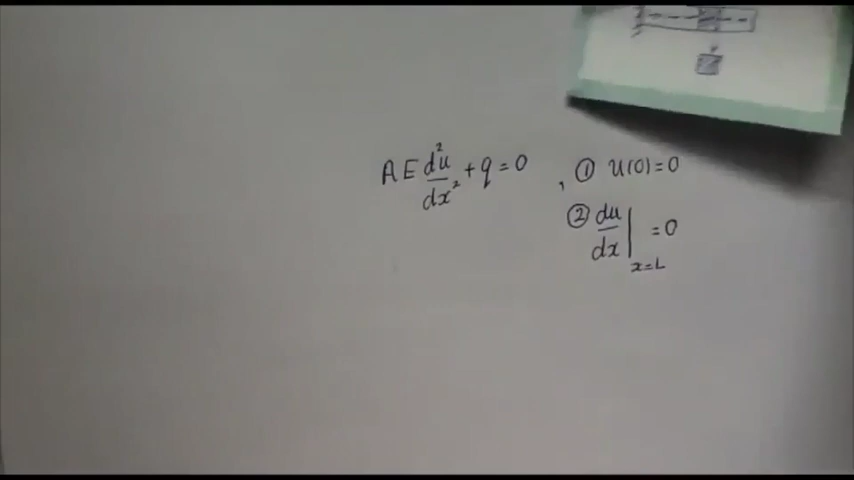 AE d²u/dx² + q = 0 , ① u(0) = 0
② du/dx |ₓ₌L = 0